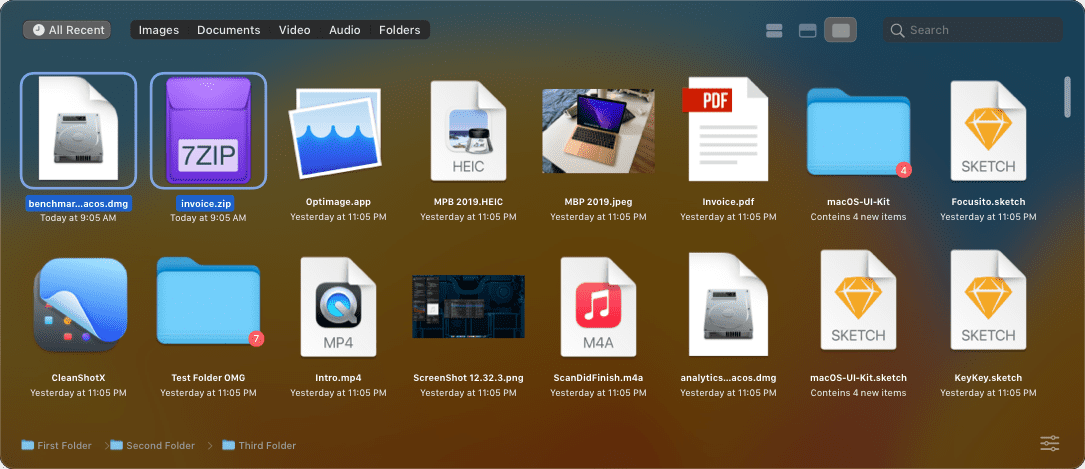 All Recent
Images Documents Video Audio Folders
Search
7ZIP
HEIC
PDF
4
SKETCH
benchmar...acos.dmg
invoice.zip
Optimage.app
MPB 2019.HEIC
MBP 2019.jpeg
Invoice.pdf
macOS-UI-Kit
Focusito.sketch
Today at 9:05 AM
Today at 9:05 AM
Yesterday at 11:05 PM
Yesterday at 11:05 PM
Yesterday at 11:05 PM
Yesterday at 11:05 PM
Contains 4 new items
Yesterday at 11:05 PM
7
MP4
M4A
SKETCH
SKETCH
CleanShotX
Test Folder OMG
Intro.mp4
ScreenShot 12.32.3.png
ScanDidFinish.m4a
analytics...acos.dmg
macOS-UI-Kit.sketch
KeyKey.sketch
Yesterday at 11:05 PM
Yesterday at 11:05 PM
Yesterday at 11:05 PM
Yesterday at 11:05 PM
Yesterday at 11:05 PM
Yesterday at 11:05 PM
Contains 4 new items
Yesterday at 11:05 PM
First Folder
Second Folder
Third Folder